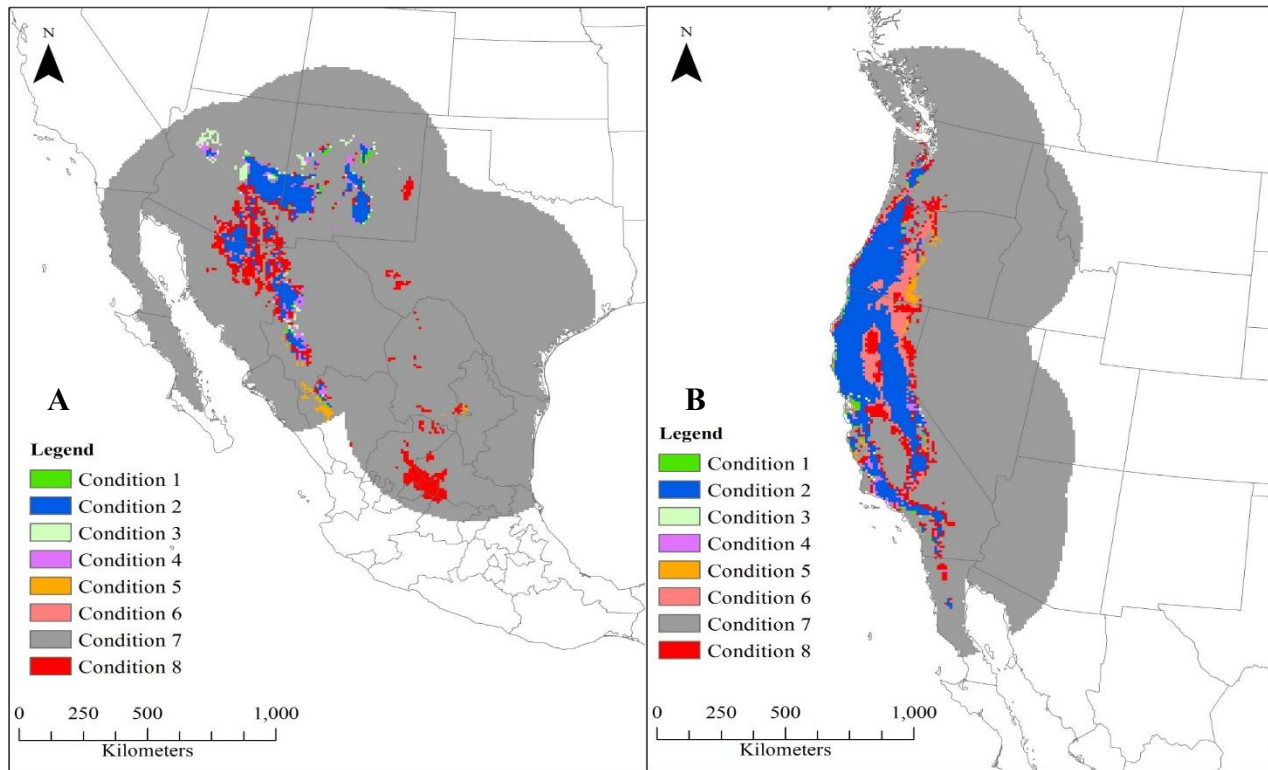 N
A
Legend
Condition 1
Condition 2
Condition 3
Condition 4
Condition 5
Condition 6
Condition 7
Condition 8
0 250 500 1,000
Kilometers
N
B
Legend
Condition 1
Condition 2
Condition 3
Condition 4
Condition 5
Condition 6
Condition 7
Condition 8
0 250 500 1,000
Kilometers